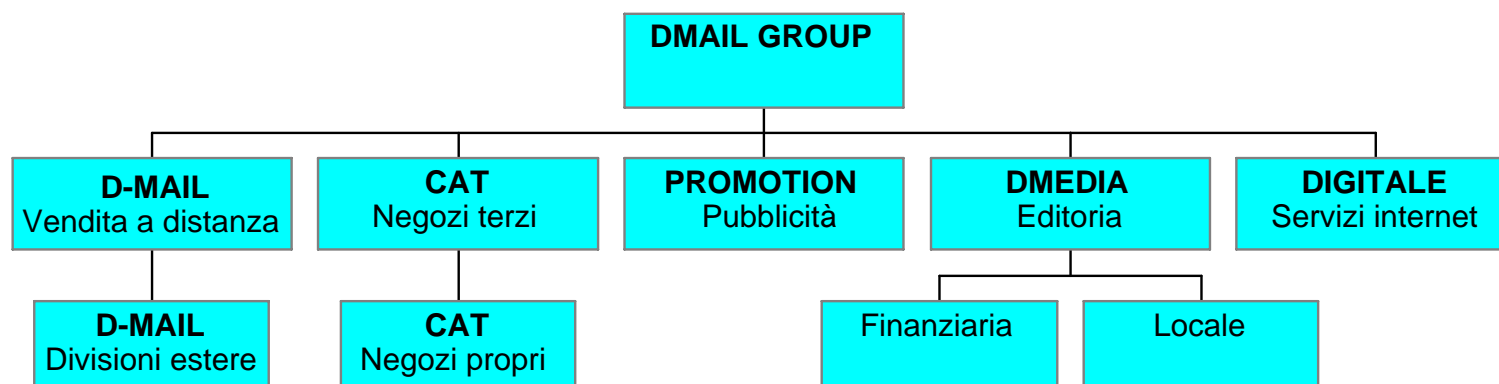 DMAIL GROUP
D-MAIL
Vendita a distanza
CAT
Negozi terzi
PROMOTION
Pubblicità
DMEDIA
Editoria
DIGITALE
Servizi internet
D-MAIL
Divisioni estere
CAT
Negozi propri
Finanziaria
Locale